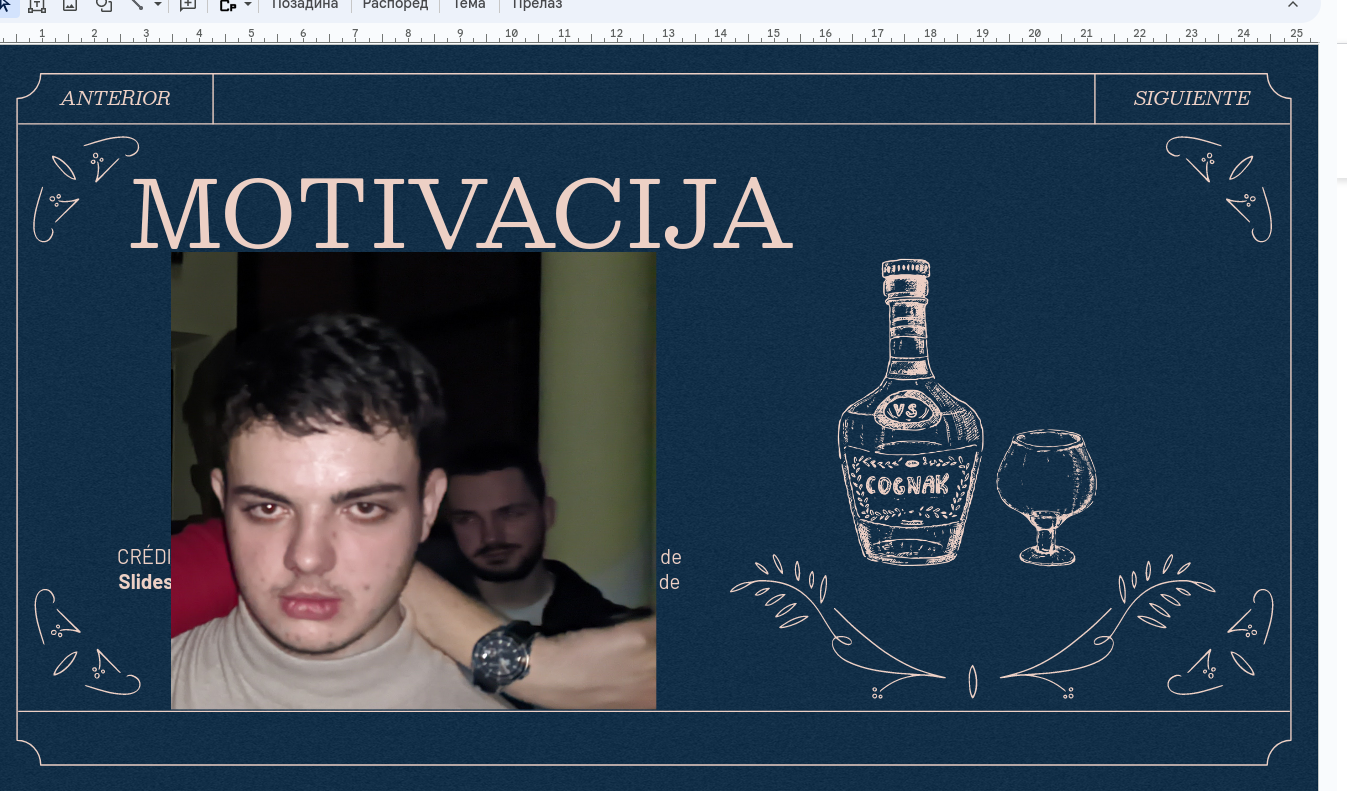 Позадина Распоред Тема Прелаз
1 2 3 4 5 6 7 8 9 10 11 12 13 14 15 16 17 18 19 20 21 22 23 24 25
ANTERIOR
SIGUIENTE
MOTIVACIJA
VS
COGNAK
CRÉDI de
Slides de